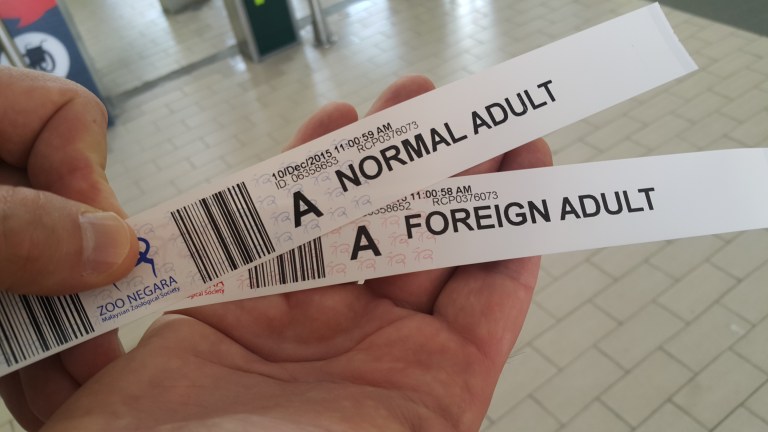 10/Dec/2015 11:00:59 AM
ID: 06358653 RCP0376073
A NORMAL ADULT
ZOO NEGARA
Malaysian Zoological Society
11:00:58 AM
RCP0376073
A FOREIGN ADULT
Society